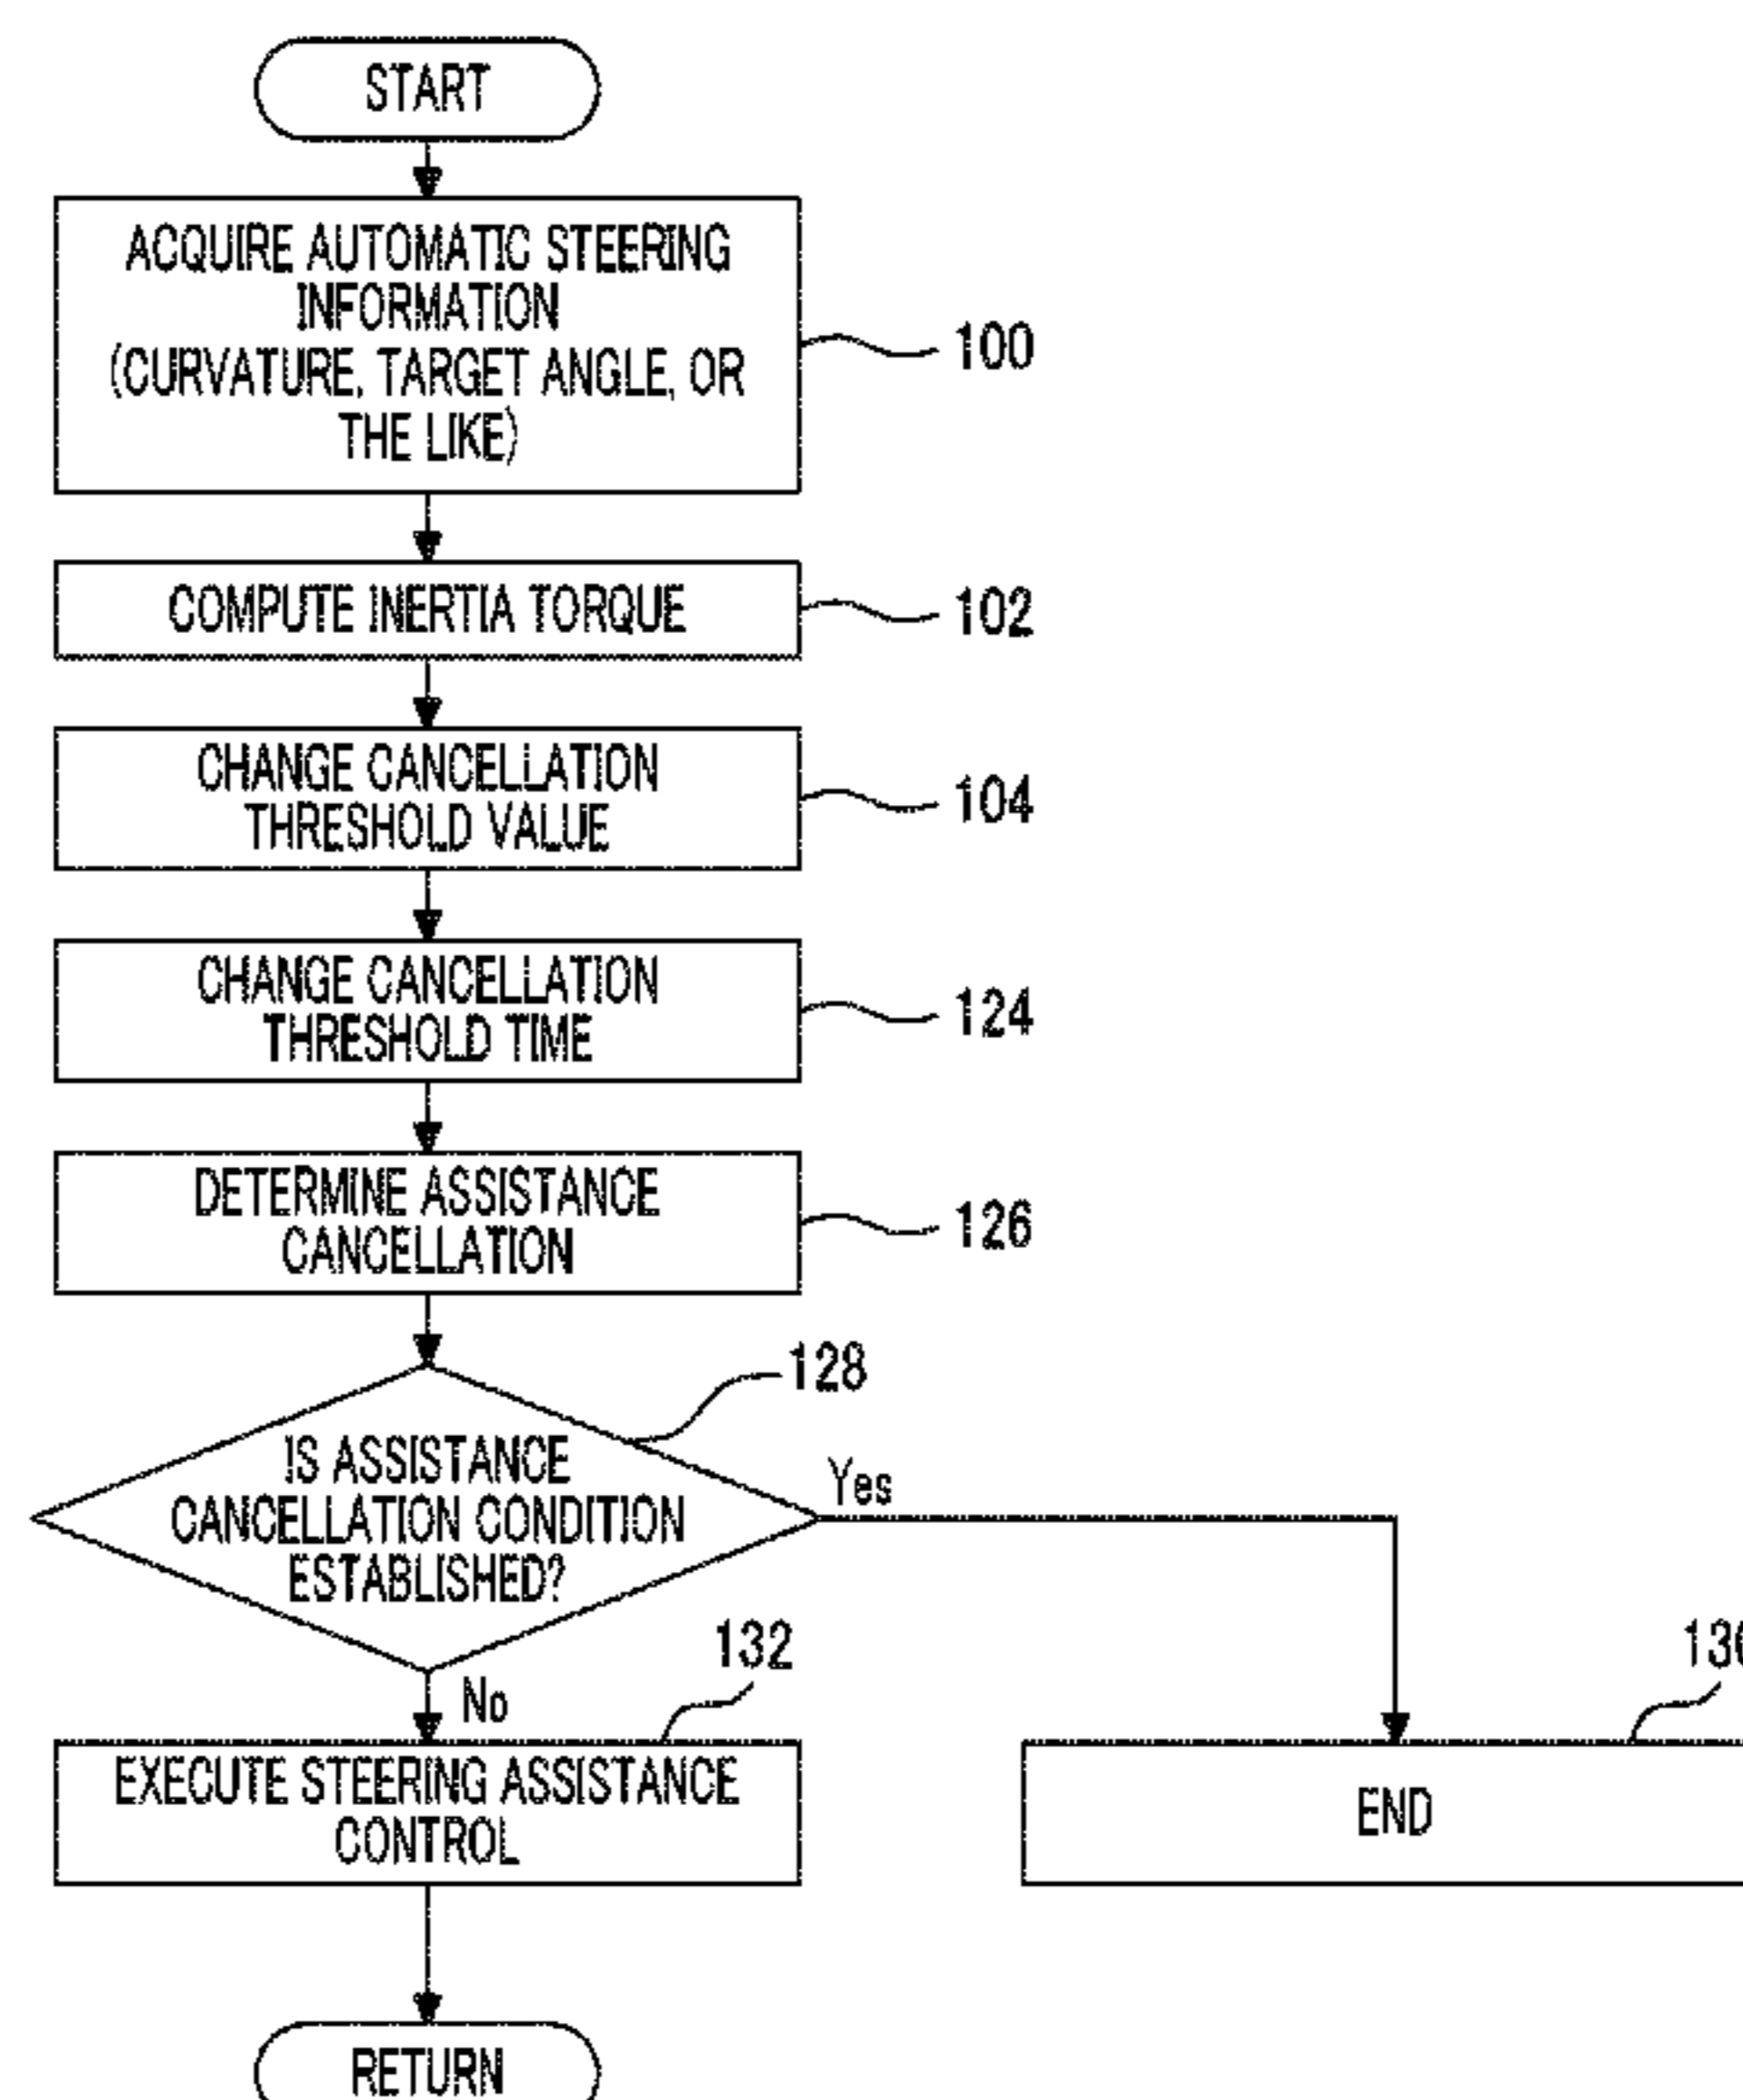 START
ACQUIRE AUTOMATIC STEERING
INFORMATION
(CURVATURE, TARGET ANGLE, OR
THE LIKE)
100
COMPUTE INERTIA TORQUE
102
CHANGE CANCELLATION
THRESHOLD VALUE
104
CHANGE CANCELLATION
THRESHOLD TIME
124
DETERMINE ASSISTANCE
CANCELLATION
126
128
IS ASSISTANCE
CANCELLATION CONDITION
ESTABLISHED?
Yes
No
132
EXECUTE STEERING ASSISTANCE
CONTROL
END
RETURN